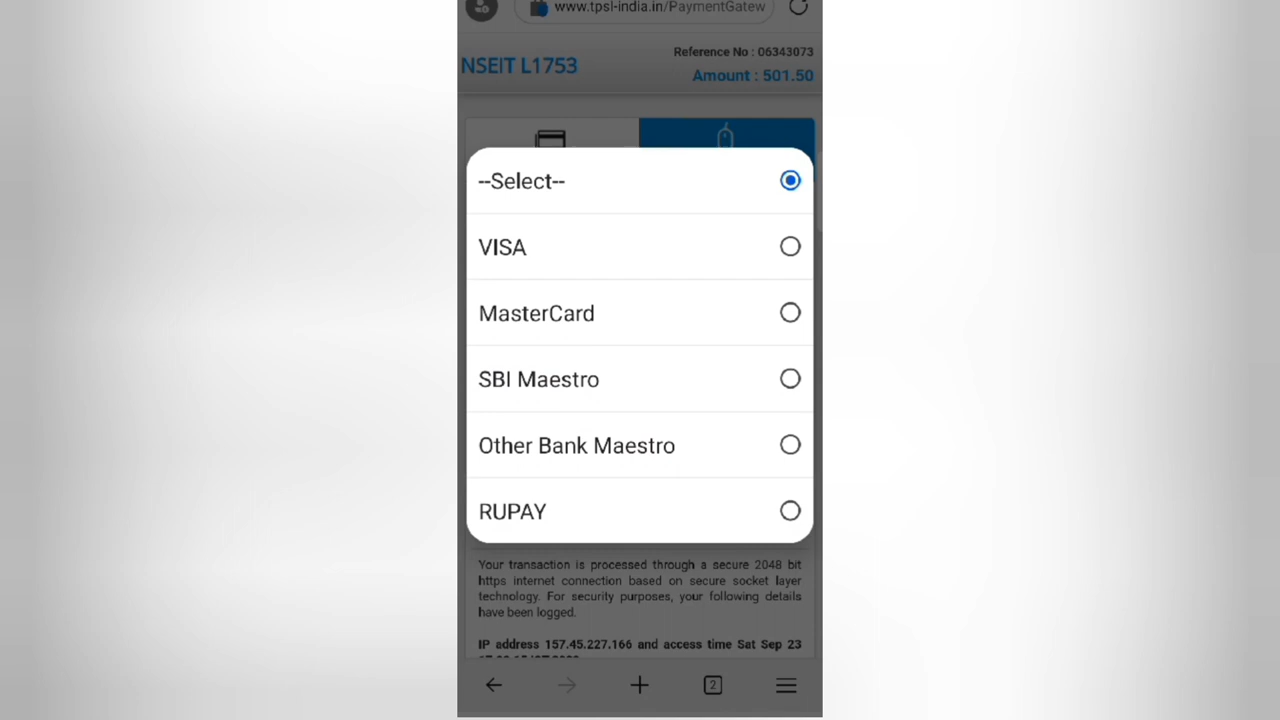 www.tpsl-india.in/PaymentGatew
NSEIT L1753
Reference No : 06343073
Amount : 501.50
--Select--
VISA
MasterCard
SBI Maestro
Other Bank Maestro
RUPAY
Your transaction is processed through a secure 2048 bit
https internet connection based on secure socket layer
technology. For security purposes, your following details
have been logged.
IP address 157.45.227.166 and access time Sat Sep 23
2